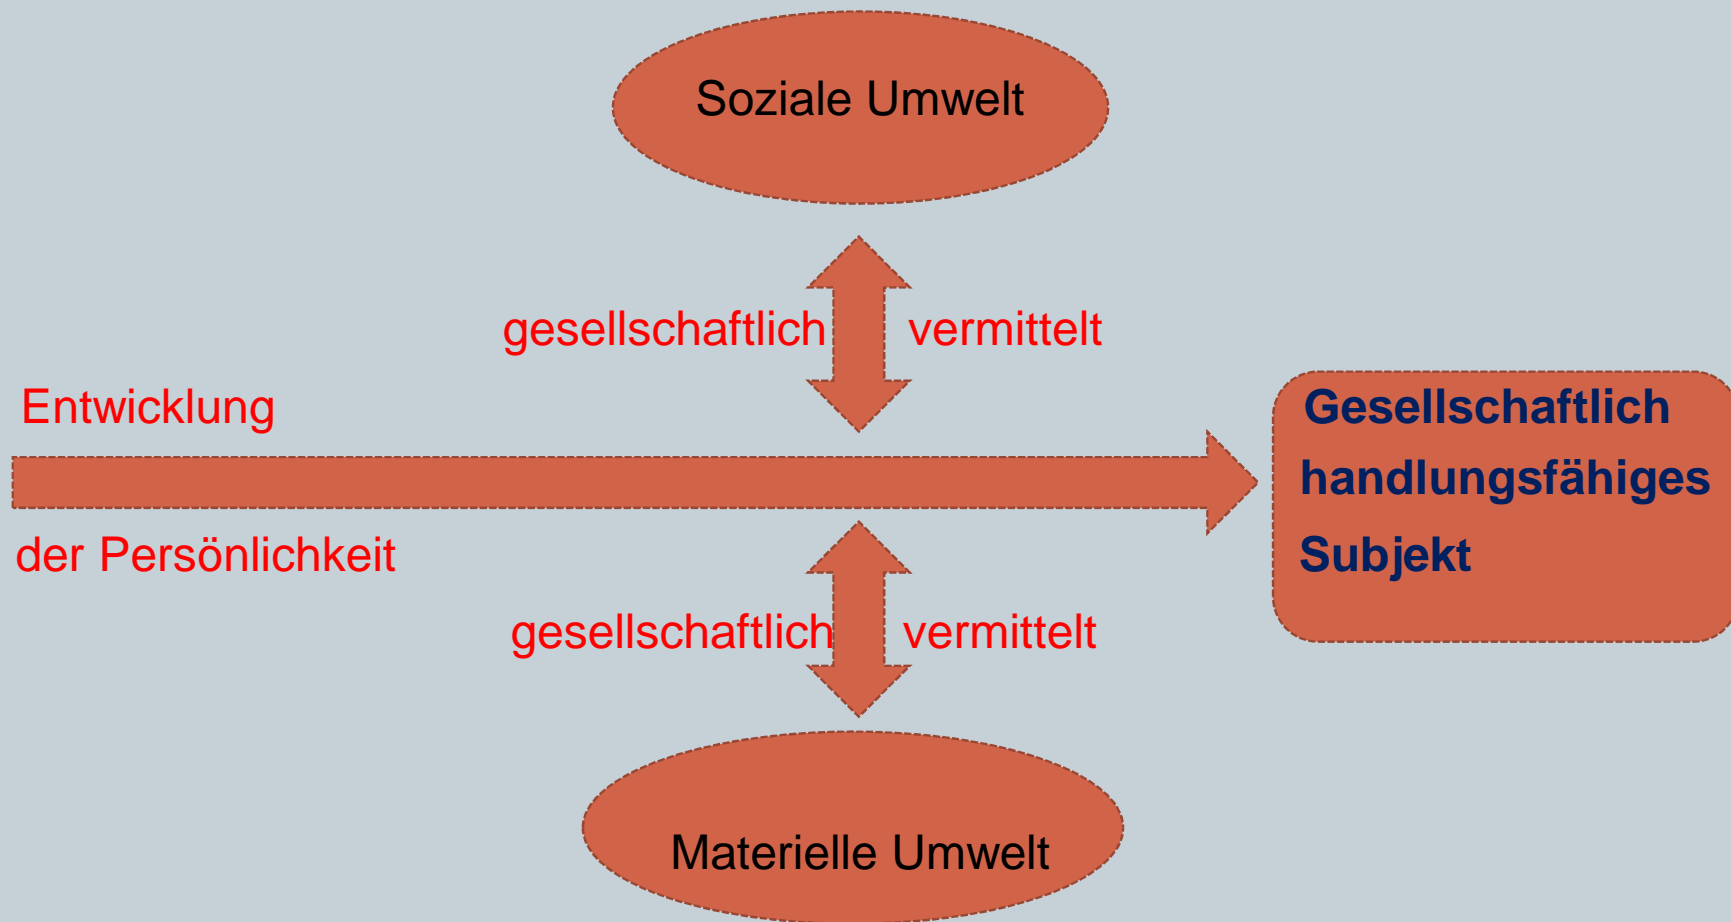 Soziale Umwelt
gesellschaftlich vermittelt
Entwicklung
der Persönlichkeit
Gesellschaftlich
handlungsfähiges
Subjekt
gesellschaftlich vermittelt
Materielle Umwelt